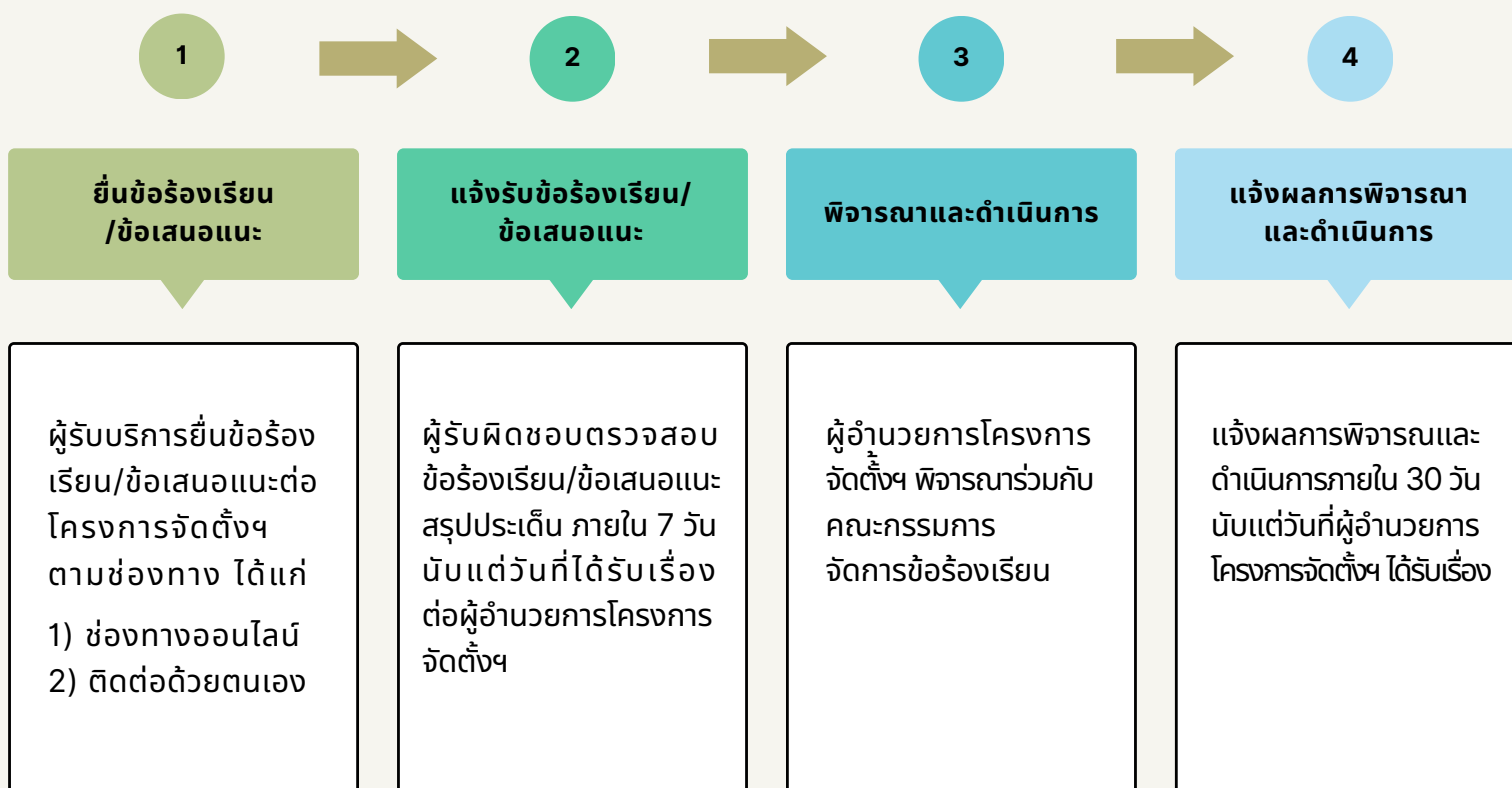 1
2
3
4
ยื่นข้อร้องเรียน
/ข้อเสนอแนะ
แจ้งรับข้อร้องเรียน/
ข้อเสนอแนะ
พิจารณาและดำเนินการ
แจ้งผลการพิจารณา
และดำเนินการ
ผู้รับบริการยื่นข้อร้อง
เรียน/ข้อเสนอแนะต่อ
โครงการจัดตั้งฯ
ตามช่องทาง ได้แก่
1) ช่องทางออนไลน์
2) ติดต่อด้วยตนเอง
ผู้รับผิดชอบตรวจสอบ
ข้อร้องเรียน/ข้อเสนอแนะ
สรุปประเด็น ภายใน 7 วัน
นับแต่วันที่ได้รับเรื่อง
ต่อผู้อำนวยการโครงการ
จัดตั้งฯ
ผู้อำนวยการโครงการ
จัดตั้ังฯ พิจารณาร่วมกับ
คณะกรรมการ
จัดการข้อร้องเรียน
แจ้งผลการพิจารณและ
ดำเนินการภายใน 30 วัน
นับแต่วันที่ผู้อำนวยการ
โครงการจัดตั้งฯ ได้รับเรื่อง